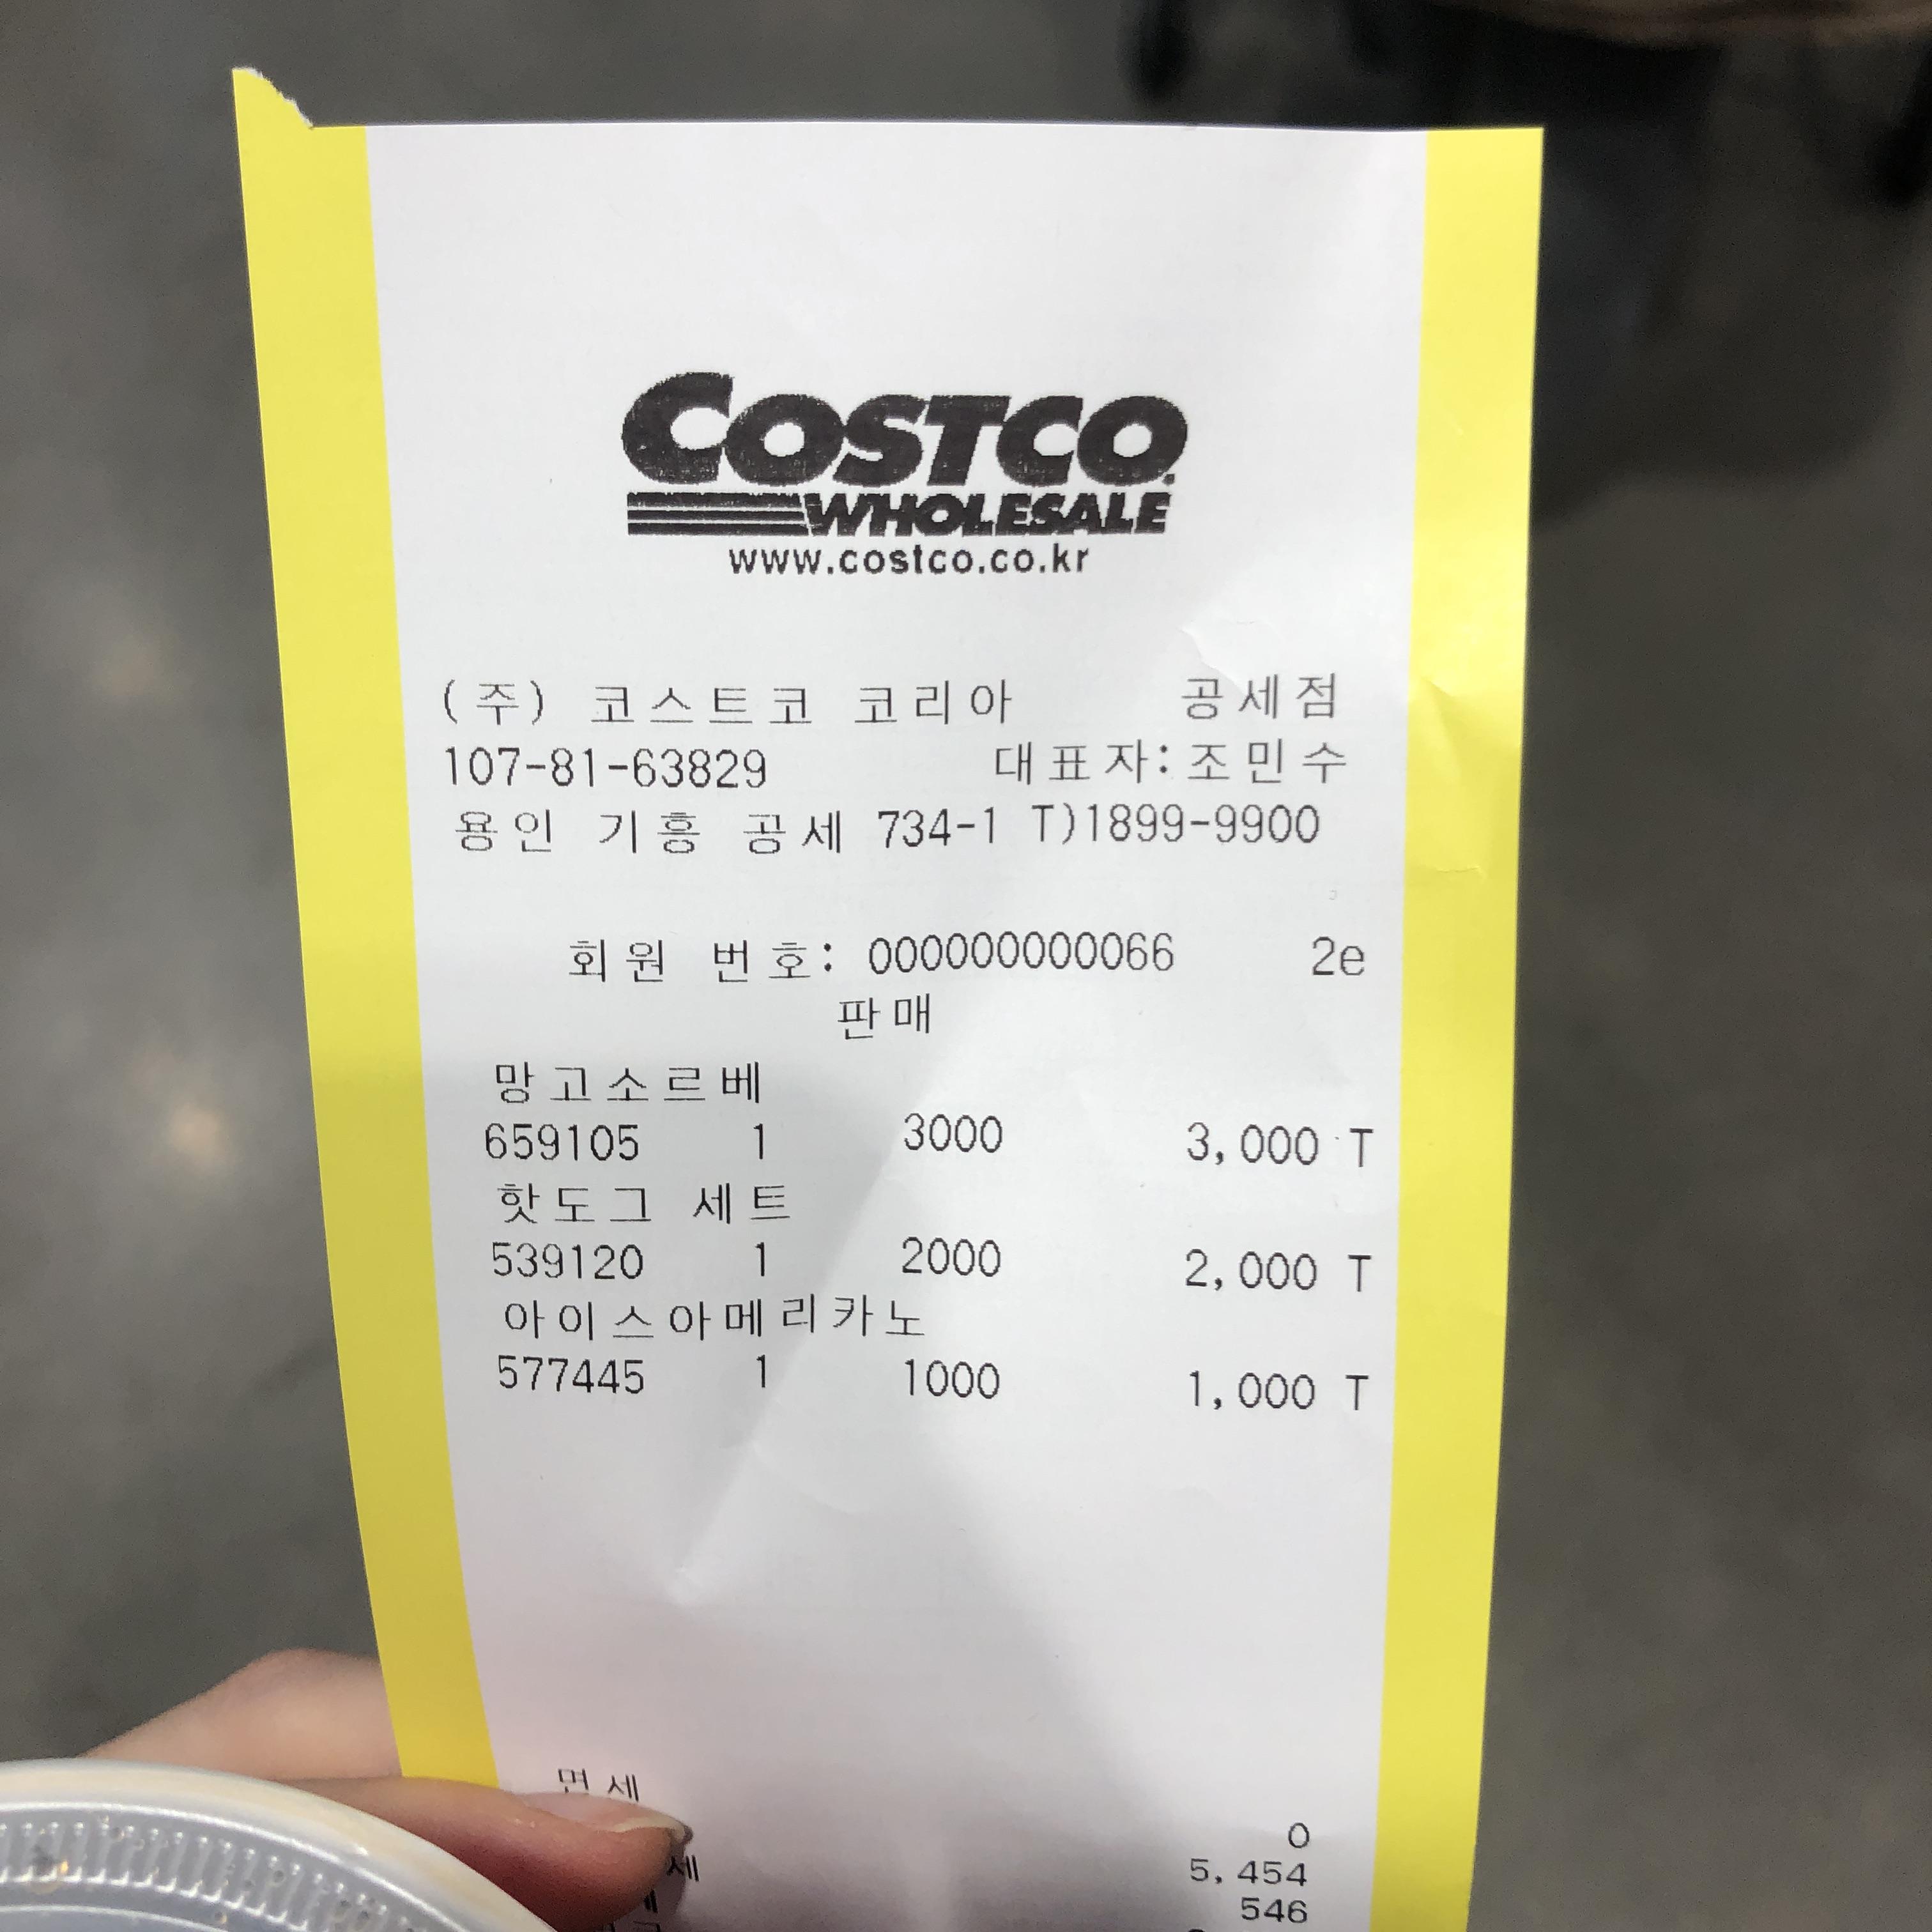 COSTCO
WHOLESALE
www.costco.co.kr
(주) 코스트코 코리아 공세점
107-81-63829 대표자:조민수
용인 기흥 공세 734-1 T)1899-9900
회원 번호: 000000000066 2e
판매
망고소르베
659105 1 3000 3,000 T
핫도그 세트
539120 1 2000 2,000 T
아이스아메리카노
577445 1 1000 1,000 T
면세 0
5,454
546